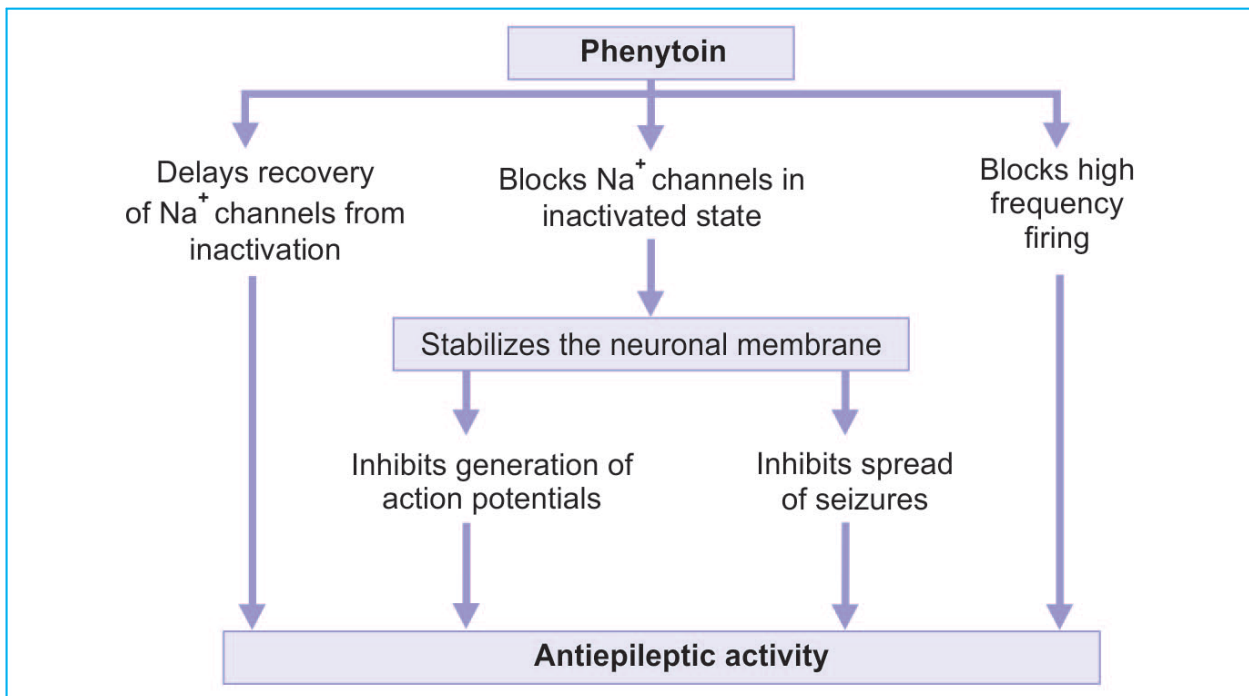 Phenytoin
Delays recovery
of Na⁺ channels from
inactivation
Blocks Na⁺ channels in
inactivated state
Blocks high
frequency
firing
Stabilizes the neuronal membrane
Inhibits generation of
action potentials
Inhibits spread
of seizures
Antiepileptic activity